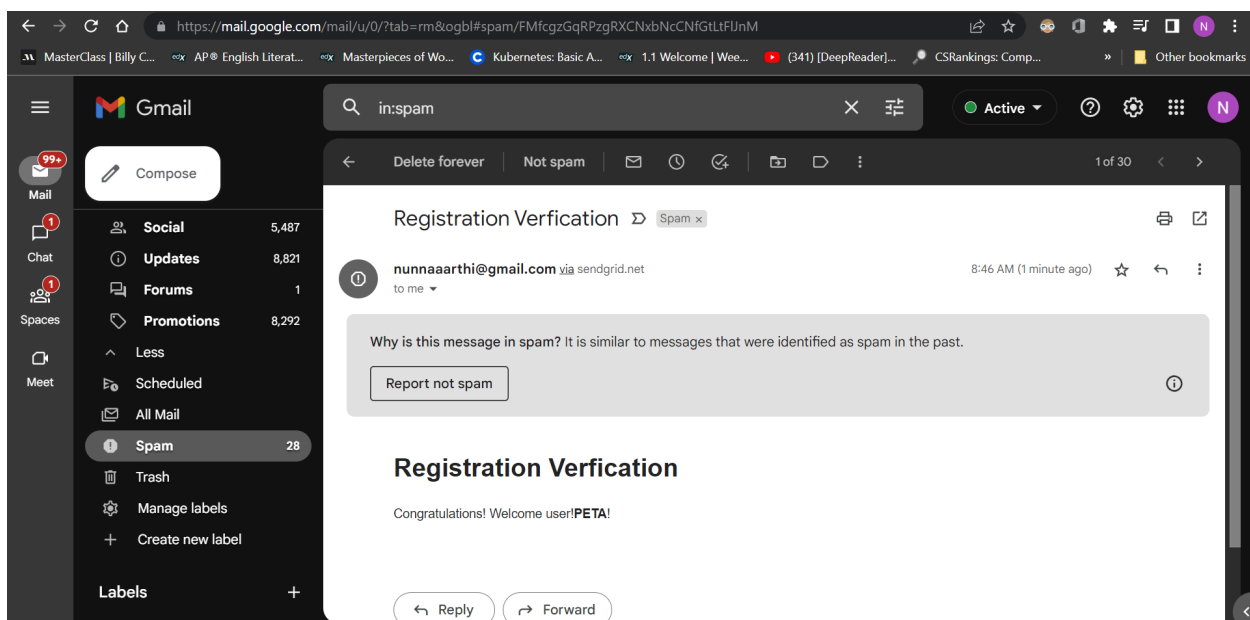 https://mail.google.com/mail/u/0/?tab=rm&ogbl#spam/FMfcgzGqRPzgRXCNxbNcCNfGtLtFlJnM
N
MasterClass | Billy C...
AP® English Literat...
Masterpieces of Wo...
Kubernetes: Basic A...
1.1 Welcome | Wee...
(341) [DeepReader]...
CSRankings: Comp...
»
Other bookmarks
Gmail
in:spam
Active
N
99+
Mail
1
Chat
1
Spaces
Meet
Compose
Social 5,487
Updates 8,821
Forums 1
Promotions 8,292
Less
Scheduled
All Mail
Spam 28
Trash
Manage labels
Create new label
Labels +
Delete forever
Not spam
1 of 30
Registration Verfication
Spam ×
nunnaaarthi@gmail.com via sendgrid.net
8:46 AM (1 minute ago)
to me
Why is this message in spam? It is similar to messages that were identified as spam in the past.
Report not spam
Registration Verfication
Congratulations! Welcome user!PETA!
Reply
Forward